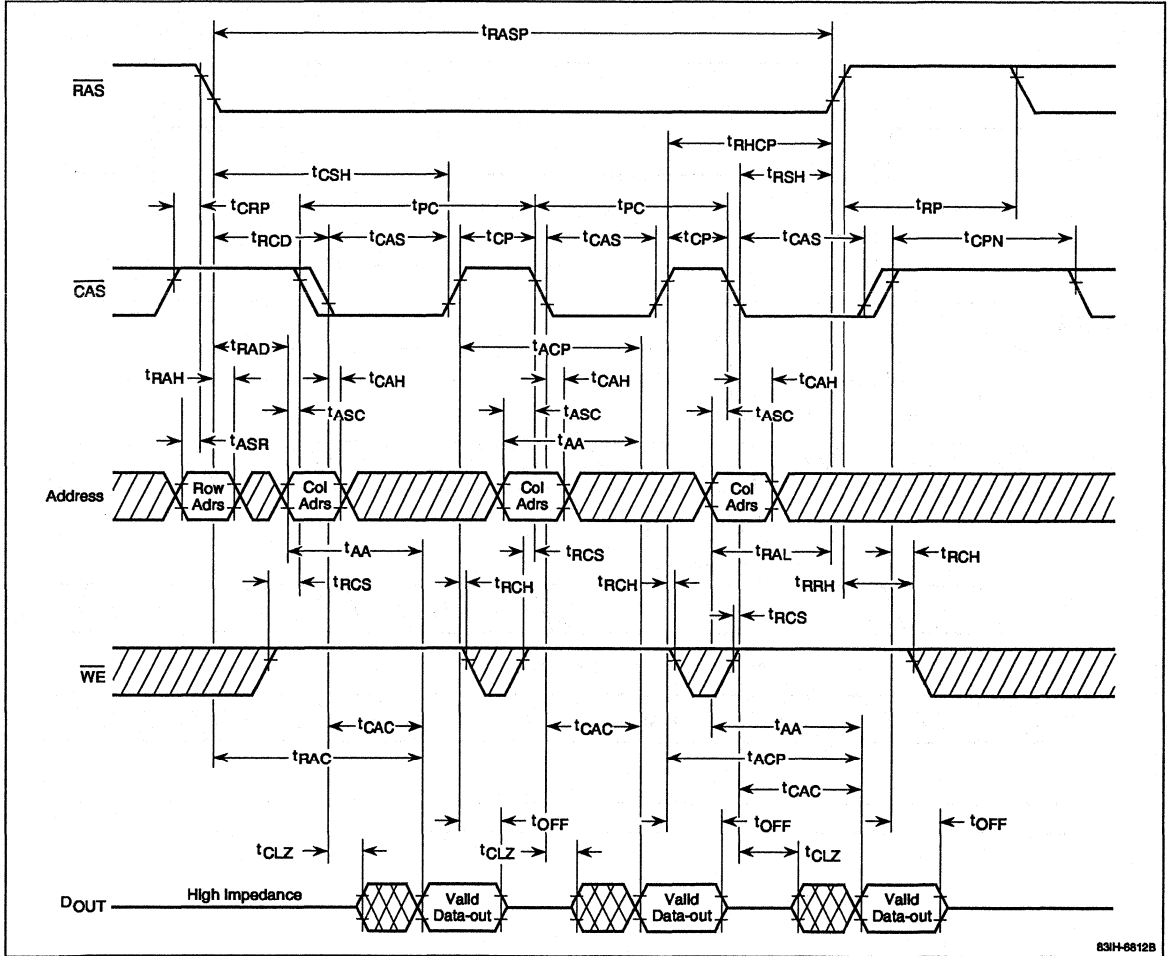 tRASP
RAS
tRHCP
tCSH
tRSH
tCRP
tPC
tPC
tRP
tRCD
tCAS
tCP
tCAS
tCP
tCAS
tCPN
CAS
tRAD
tACP
tRAH
tCAH
tCAH
tCAH
tASC
tASC
tASC
tASR
tAA
Address
Row Adrs
Col Adrs
Col Adrs
Col Adrs
tAA
tRCS
tRAL
tRCH
tRCS
tRCH
tRCH
tRRH
tRCS
WE
tCAC
tCAC
tAA
tRAC
tACP
tCAC
tOFF
tOFF
tOFF
tCLZ
tCLZ
tCLZ
DOUT
High Impedance
Valid Data-out
Valid Data-out
Valid Data-out
83IH-6812B